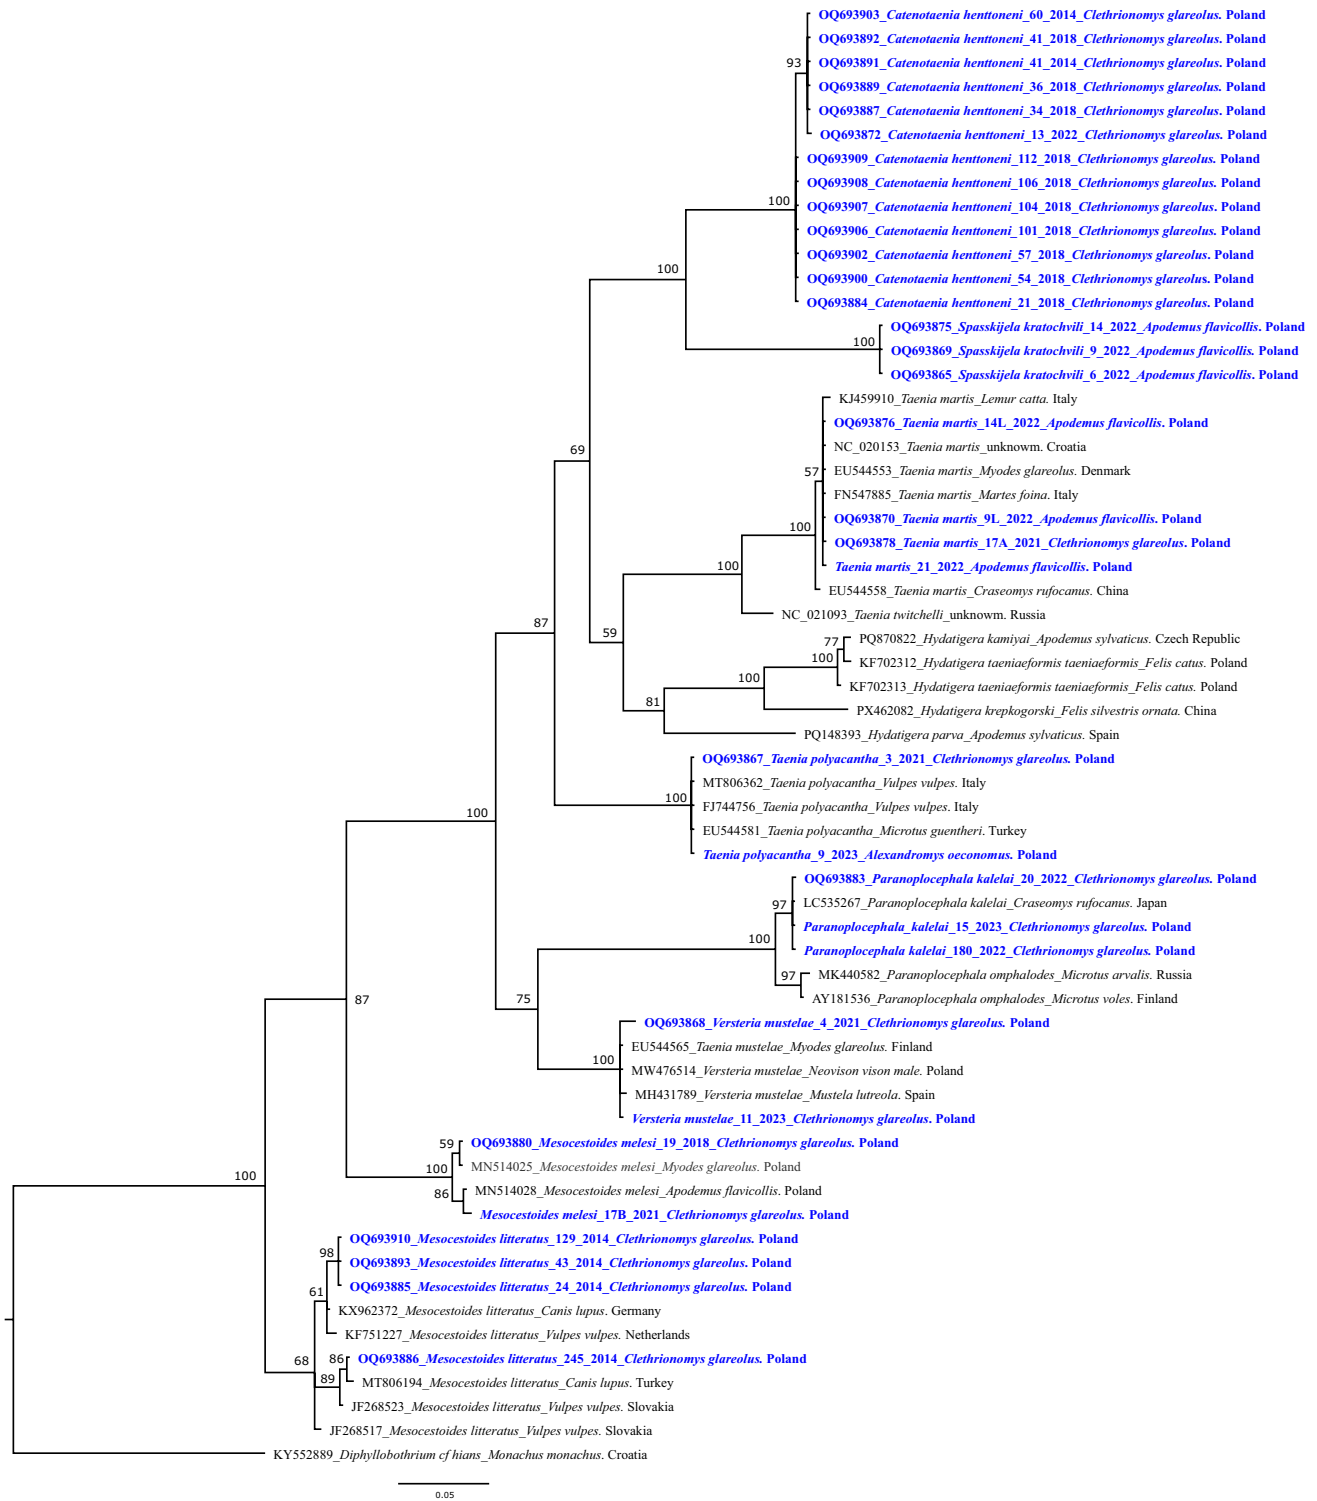 OQ693903_Catenotaenia henttoneni_60_2014_Clethrionomys glareolus. Poland
OQ693892_Catenotaenia henttoneni_41_2018_Clethrionomys glareolus. Poland
93
OQ693891_Catenotaenia henttoneni_41_2014_Clethrionomys glareolus. Poland
OQ693889_Catenotaenia henttoneni_36_2018_Clethrionomys glareolus. Poland
OQ693887_Catenotaenia henttoneni_34_2018_Clethrionomys glareolus. Poland
OQ693872_Catenotaenia henttoneni_13_2022_Clethrionomys glareolus. Poland
OQ693909_Catenotaenia henttoneni_112_2018_Clethrionomys glareolus. Poland
OQ693908_Catenotaenia henttoneni_106_2018_Clethrionomys glareolus. Poland
100
OQ693907_Catenotaenia henttoneni_104_2018_Clethrionomys glareolus. Poland
OQ693906_Catenotaenia henttoneni_101_2018_Clethrionomys glareolus. Poland
OQ693902_Catenotaenia henttoneni_57_2018_Clethrionomys glareolus. Poland
100
OQ693900_Catenotaenia henttoneni_54_2018_Clethrionomys glareolus. Poland
OQ693884_Catenotaenia henttoneni_21_2018_Clethrionomys glareolus. Poland
OQ693875_Spasskijela kratochvili_14_2022_Apodemus flavicollis. Poland
100
OQ693869_Spasskijela kratochvili_9_2022_Apodemus flavicollis. Poland
OQ693865_Spasskijela kratochvili_6_2022_Apodemus flavicollis. Poland
KJ459910_Taenia martis_Lemur catta. Italy
OQ693876_Taenia martis_14L_2022_Apodemus flavicollis. Poland
69
NC_020153_Taenia martis_unknowm. Croatia
57
EU544553_Taenia martis_Myodes glareolus. Denmark
FN547885_Taenia martis_Martes foina. Italy
OQ693870_Taenia martis_9L_2022_Apodemus flavicollis. Poland
100
OQ693878_Taenia martis_17A_2021_Clethrionomys glareolus. Poland
100
Taenia martis_21_2022_Apodemus flavicollis. Poland
EU544558_Taenia martis_Craseomys rufocanus. China
NC_021093_Taenia twitchelli_unknowm. Russia
87
59
77
PQ870822_Hydatigera kamiyai_Apodemus sylvaticus. Czech Republic
100
KF702312_Hydatigera taeniaeformis taeniaeformis_Felis catus. Poland
100
KF702313_Hydatigera taeniaeformis taeniaeformis_Felis catus. Poland
81
PX462082_Hydatigera krepkogorski_Felis silvestris ornata. China
PQ148393_Hydatigera parva_Apodemus sylvaticus. Spain
OQ693867_Taenia polyacantha_3_2021_Clethrionomys glareolus. Poland
MT806362_Taenia polyacantha_Vulpes vulpes. Italy
100
FJ744756_Taenia polyacantha_Vulpes vulpes. Italy
100
EU544581_Taenia polyacantha_Microtus guentheri. Turkey
Taenia polyacantha_9_2023_Alexandromys oeconomus. Poland
OQ693883_Paranoplocephala kalelai_20_2022_Clethrionomys glareolus. Poland
97
LC535267_Paranoplocephala kalelai_Craseomys rufocanus. Japan
Paranoplocephala_kalelai_15_2023_Clethrionomys glareolus. Poland
100
Paranoplocephala kalelai_180_2022_Clethrionomys glareolus. Poland
97
MK440582_Paranoplocephala omphalodes_Microtus arvalis. Russia
87
75
AY181536_Paranoplocephala omphalodes_Microtus voles. Finland
OQ693868_Versteria mustelae_4_2021_Clethrionomys glareolus. Poland
EU544565_Taenia mustelae_Myodes glareolus. Finland
100
MW476514_Versteria mustelae_Neovison vison male. Poland
MH431789_Versteria mustelae_Mustela lutreola. Spain
Versteria mustelae_11_2023_Clethrionomys glareolus. Poland
59
OQ693880_Mesocestoides melesi_19_2018_Clethrionomys glareolus. Poland
100
MN514025_Mesocestoides melesi_Myodes glareolus. Poland
100
86
MN514028_Mesocestoides melesi_Apodemus flavicollis. Poland
Mesocestoides melesi_17B_2021_Clethrionomys glareolus. Poland
OQ693910_Mesocestoides litteratus_129_2014_Clethrionomys glareolus. Poland
98
OQ693893_Mesocestoides litteratus_43_2014_Clethrionomys glareolus. Poland
61
OQ693885_Mesocestoides litteratus_24_2014_Clethrionomys glareolus. Poland
KX962372_Mesocestoides litteratus_Canis lupus. Germany
KF751227_Mesocestoides litteratus_Vulpes vulpes. Netherlands
68
86
OQ693886_Mesocestoides litteratus_245_2014_Clethrionomys glareolus. Poland
89
MT806194_Mesocestoides litteratus_Canis lupus. Turkey
JF268523_Mesocestoides litteratus_Vulpes vulpes. Slovakia
JF268517_Mesocestoides litteratus_Vulpes vulpes. Slovakia
KY552889_Diphyllobothrium cf hians_Monachus monachus. Croatia
0.05